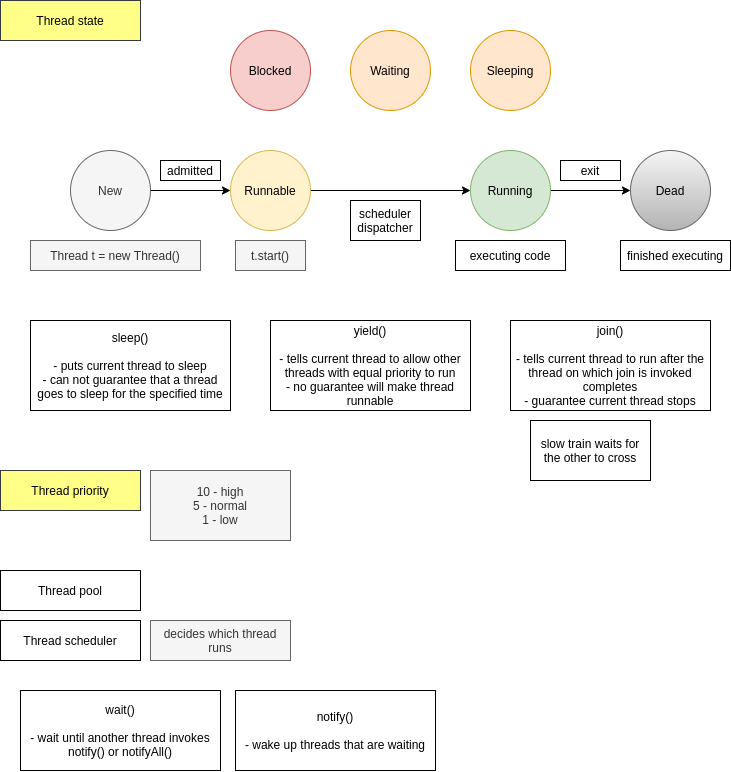 Thread state
Blocked
Waiting
Sleeping
New
admitted
Runnable
scheduler
dispatcher
Running
exit
Dead
Thread t = new Thread()
t.start()
executing code
finished executing
sleep()
- puts current thread to sleep
- can not guarantee that a thread
goes to sleep for the specified time
yield()
- tells current thread to allow other
threads with equal priority to run
- no guarantee will make thread
runnable
join()
- tells current thread to run after the
thread on which join is invoked
completes
- guarantee current thread stops
slow train waits for
the other to cross
Thread priority
10 - high
5 - normal
1 - low
Thread pool
Thread scheduler
decides which thread
runs
wait()
- wait until another thread invokes
notify() or notifyAll()
notify()
- wake up threads that are waiting